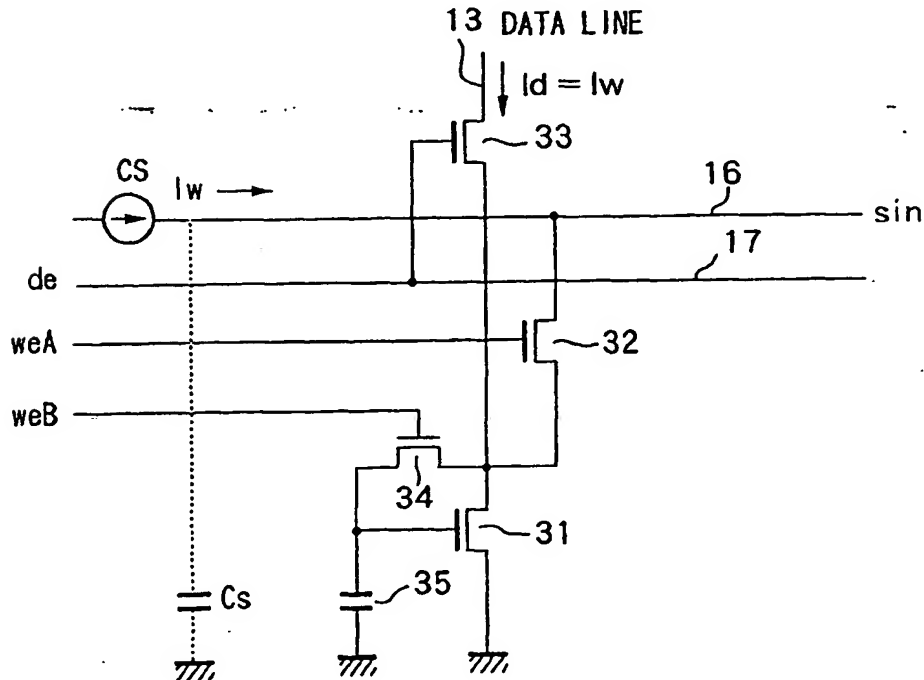 13 DATA LINE
Id = Iw
33
CS
Iw
16
sin
17
de
weA
32
weB
34
31
35
Cs